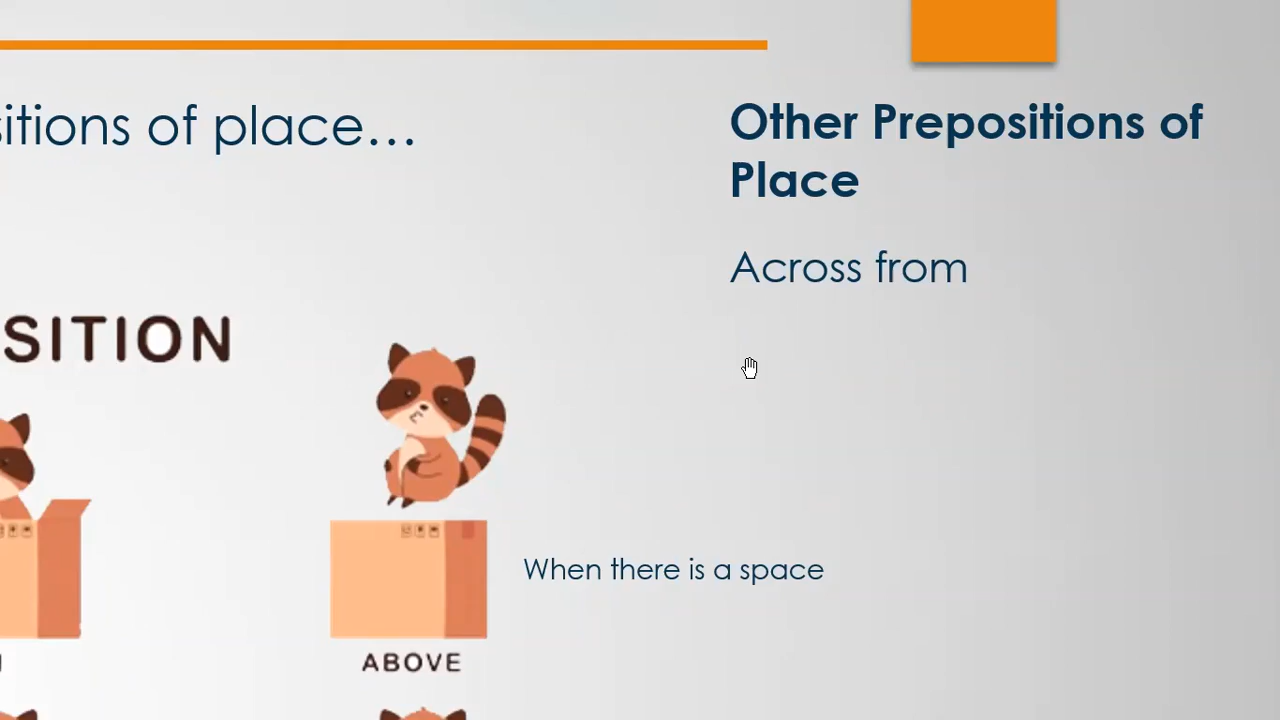 sitions of place...
Other Prepositions of
Place
Across from
SITION
When there is a space
ABOVE